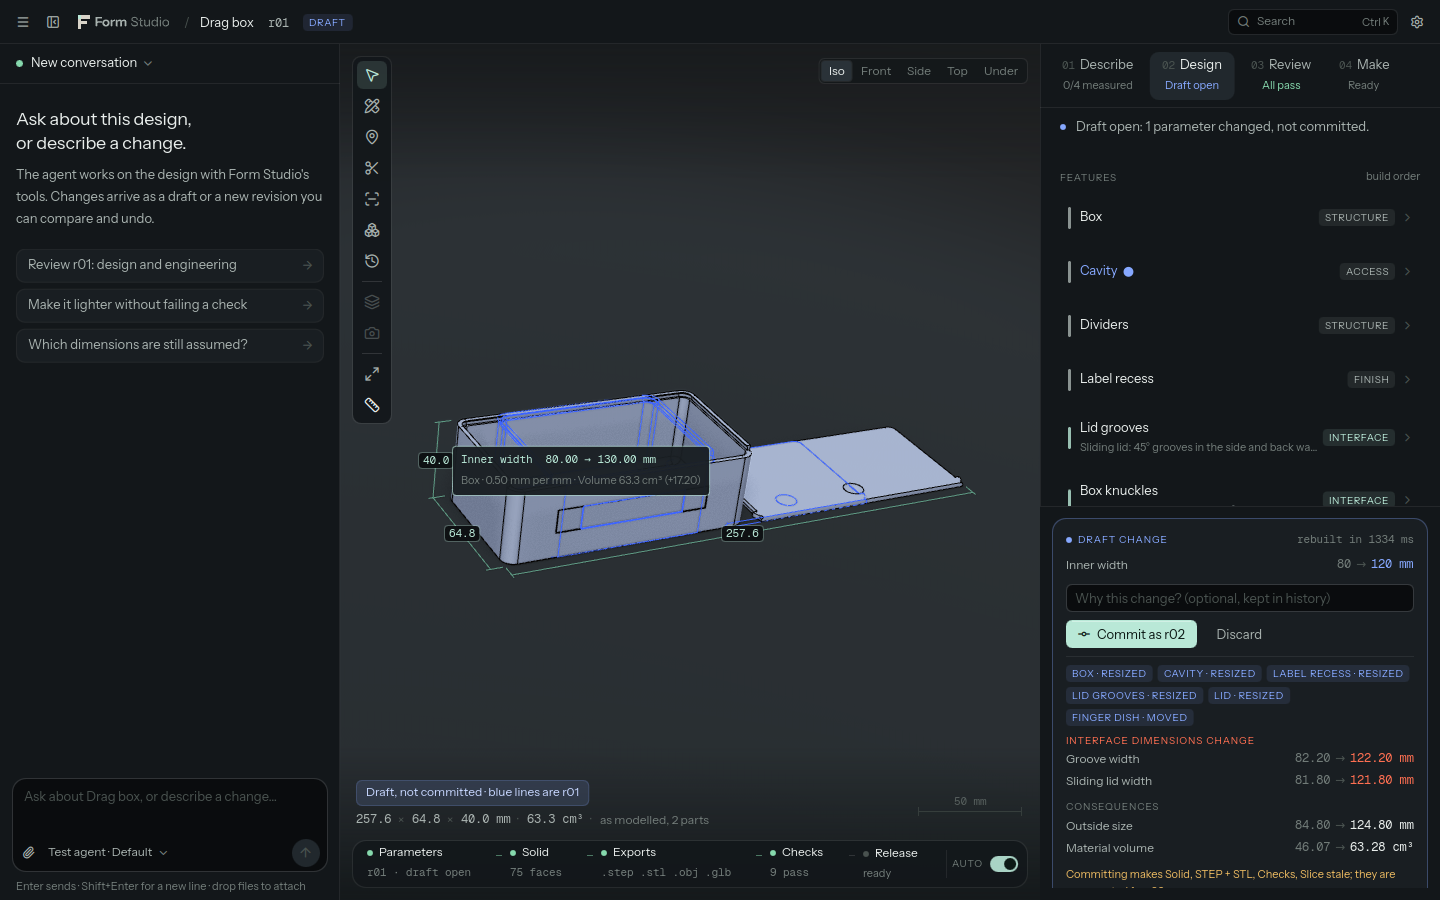 Form Studio / Drag box r01 DRAFT
Search Ctrl K
New conversation
Ask about this design,
or describe a change.
The agent works on the design with Form Studio's
tools. Changes arrive as a draft or a new revision you
can compare and undo.
Review r01: design and engineering
Make it lighter without failing a check
Which dimensions are still assumed?
Ask about Drag box, or describe a change...
Test agent · Default
Enter sends · Shift+Enter for a new line · drop files to attach
Iso Front Side Top Under
40.0
Inner width 80.00 → 130.00 mm
Box · 0.50 mm per mm · Volume 63.3 cm³ (+17.20)
64.8
257.6
Draft, not committed · blue lines are r01
50 mm
257.6 × 64.8 × 40.0 mm · 63.3 cm³ · as modelled, 2 parts
Parameters
r01 · draft open
Solid
75 faces
Exports
.step .stl .obj .glb
Checks
9 pass
Release
ready
AUTO
01 Describe
0/4 measured
02 Design
Draft open
03 Review
All pass
04 Make
Ready
Draft open: 1 parameter changed, not committed.
FEATURES build order
Box STRUCTURE
Cavity ACCESS
Dividers STRUCTURE
Label recess FINISH
Lid grooves INTERFACE
Sliding lid: 45° grooves in the side and back wa...
Box knuckles INTERFACE
DRAFT CHANGE rebuilt in 1334 ms
Inner width 80 → 120 mm
Why this change? (optional, kept in history)
Commit as r02 Discard
BOX · RESIZED CAVITY · RESIZED LABEL RECESS · RESIZED
LID GROOVES · RESIZED LID · RESIZED
FINGER DISH · MOVED
INTERFACE DIMENSIONS CHANGE
Groove width 82.20 → 122.20 mm
Sliding lid width 81.80 → 121.80 mm
CONSEQUENCES
Outside size 84.80 → 124.80 mm
Material volume 46.07 → 63.28 cm³
Committing makes Solid, STEP + STL, Checks, Slice stale; they are